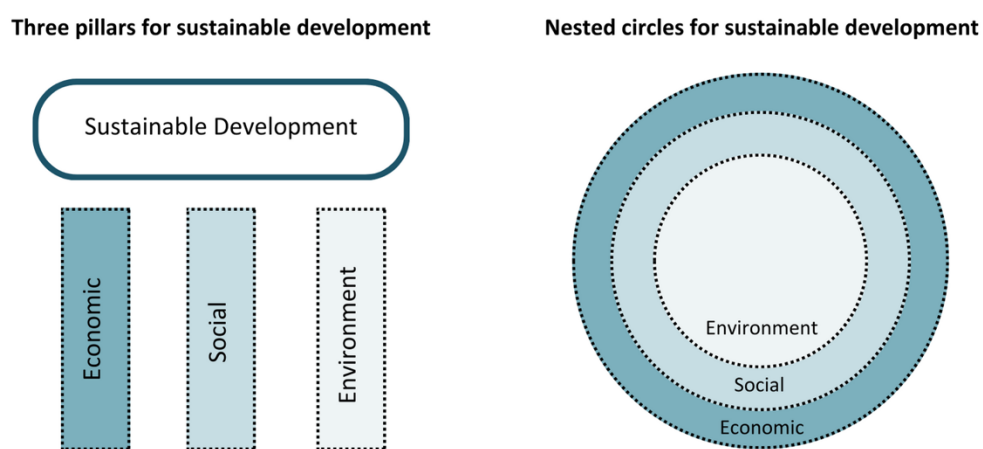 Three pillars for sustainable development
Nested circles for sustainable development
Sustainable Development
Economic
Social
Environment
Environment
Social
Economic